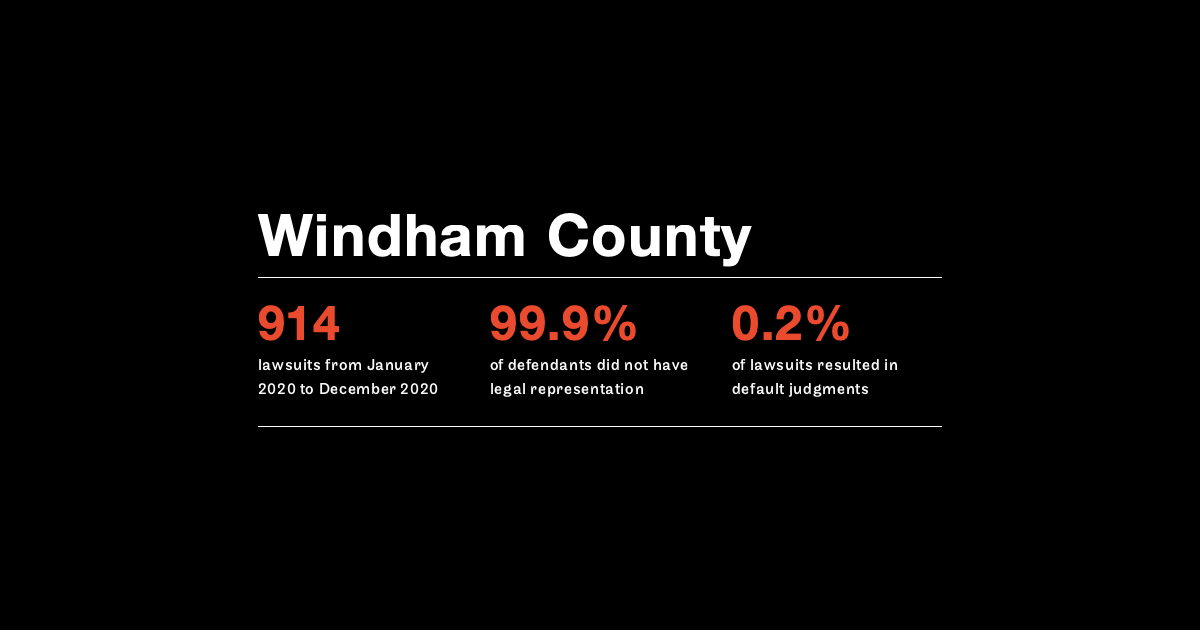 Windham County
914
lawsuits from January
2020 to December 2020
99.9%
of defendants did not have
legal representation
0.2%
of lawsuits resulted in
default judgments